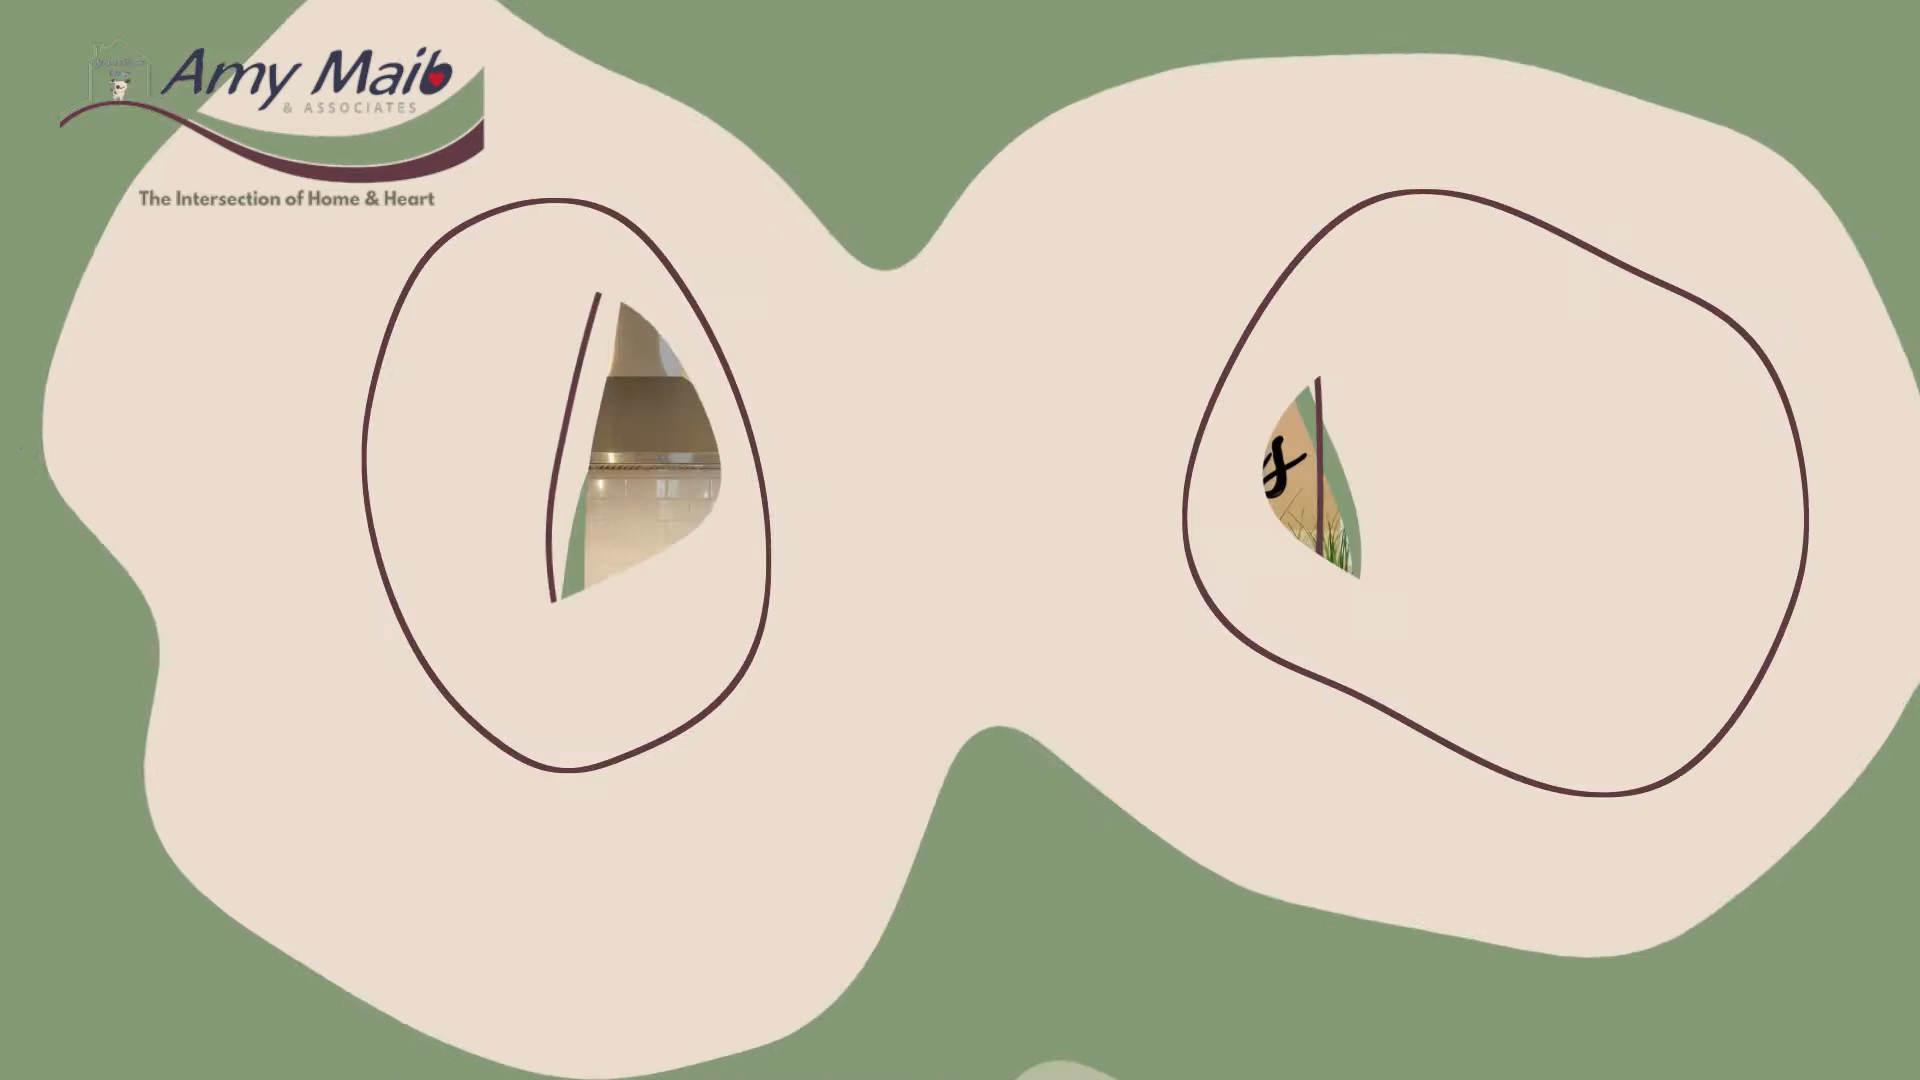 Amy Maib
& ASSOCIATES
The Intersection of Home & Heart